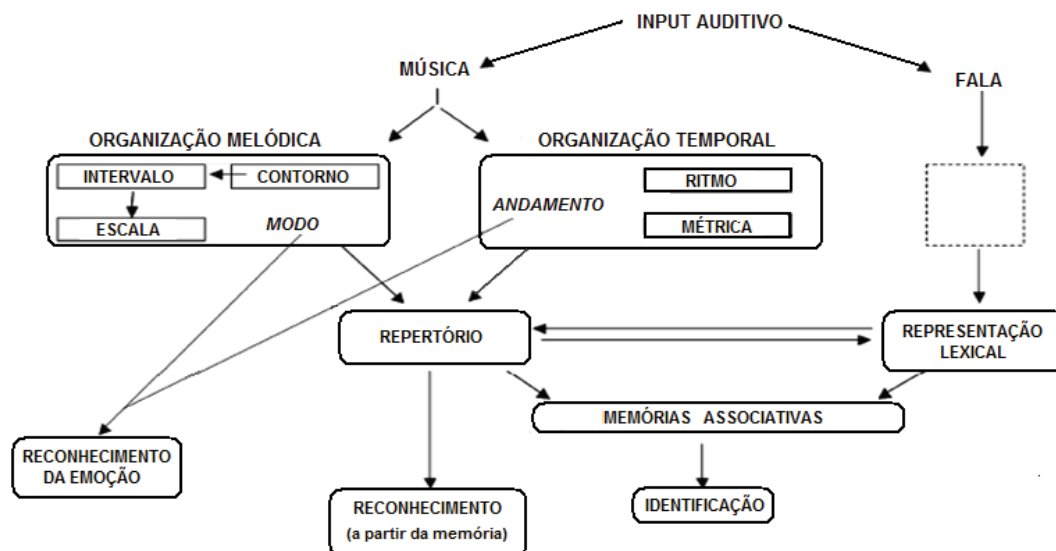 INPUT AUDITIVO
MÚSICA
FALA
ORGANIZAÇÃO MELÓDICA
ORGANIZAÇÃO TEMPORAL
INTERVALO
CONTORNO
RITMO
ANDAMENTO
ESCALA
MODO
MÉTRICA
REPERTÓRIO
REPRESENTAÇÃO
LEXICAL
MEMÓRIAS ASSOCIATIVAS
RECONHECIMENTO
DA EMOÇÃO
RECONHECIMENTO
(a partir da memória)
IDENTIFICAÇÃO